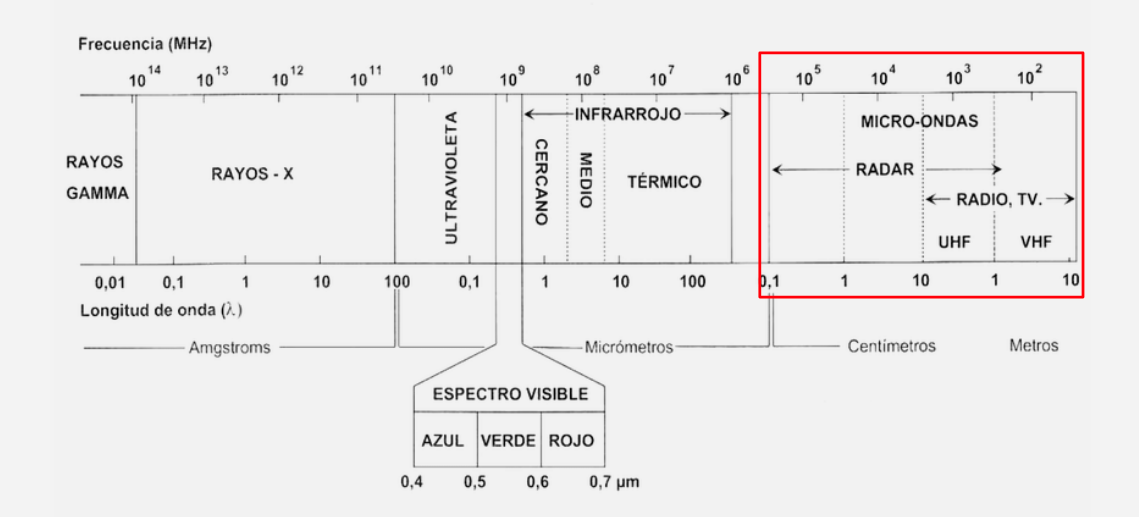 Frecuencia (MHz)
10^14 10^13 10^12 10^11 10^10 10^9 10^8 10^7 10^6 10^5 10^4 10^3 10^2
RAYOS GAMMA
RAYOS - X
ULTRAVIOLETA
INFRARROJO
CERCANO
MEDIO
TÉRMICO
MICRO-ONDAS
RADAR
RADIO, TV.
UHF VHF
0,01 0,1 1 10 100 0,1 1 10 100 0,1 1 10 1 10
Longitud de onda (λ)
Amgstroms Micrómetros Centímetros Metros
ESPECTRO VISIBLE
AZUL VERDE ROJO
0,4 0,5 0,6 0,7 µm